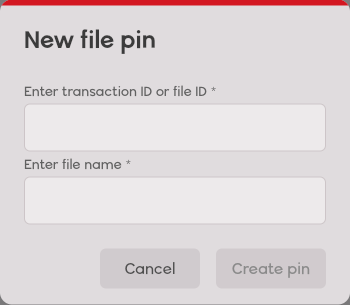 New file pin
Enter transaction ID or file ID *
Enter file name *
Cancel
Create pin